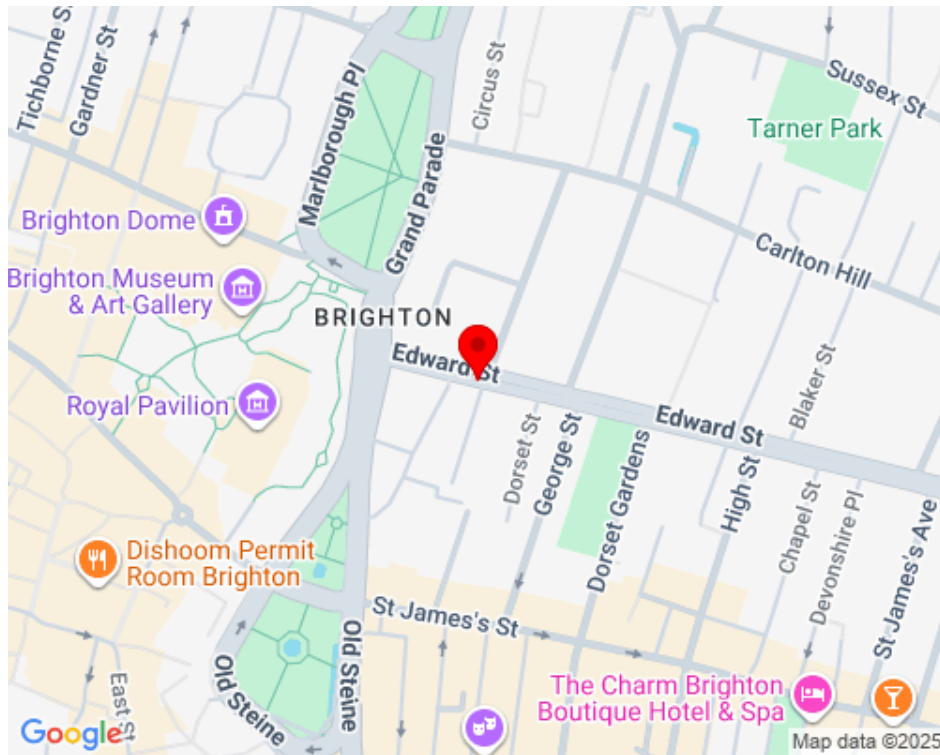 Tichborne St
Gardner St
Marlborough Pl
Grand Parade
Circus St
Sussex St
Tarner Park
Brighton Dome
Brighton Museum
& Art Gallery
Carlton Hill
BRIGHTON
Edward St
Royal Pavilion
Blaker St
Edward St
Dorset St
George St
Dorset Gardens
High St
Chapel St
Devonshire Pl
St James's Ave
Dishoom Permit
Room Brighton
St James's St
Old Steine
Old Steine
East St
The Charm Brighton
Boutique Hotel & Spa
Google
Map data ©2025